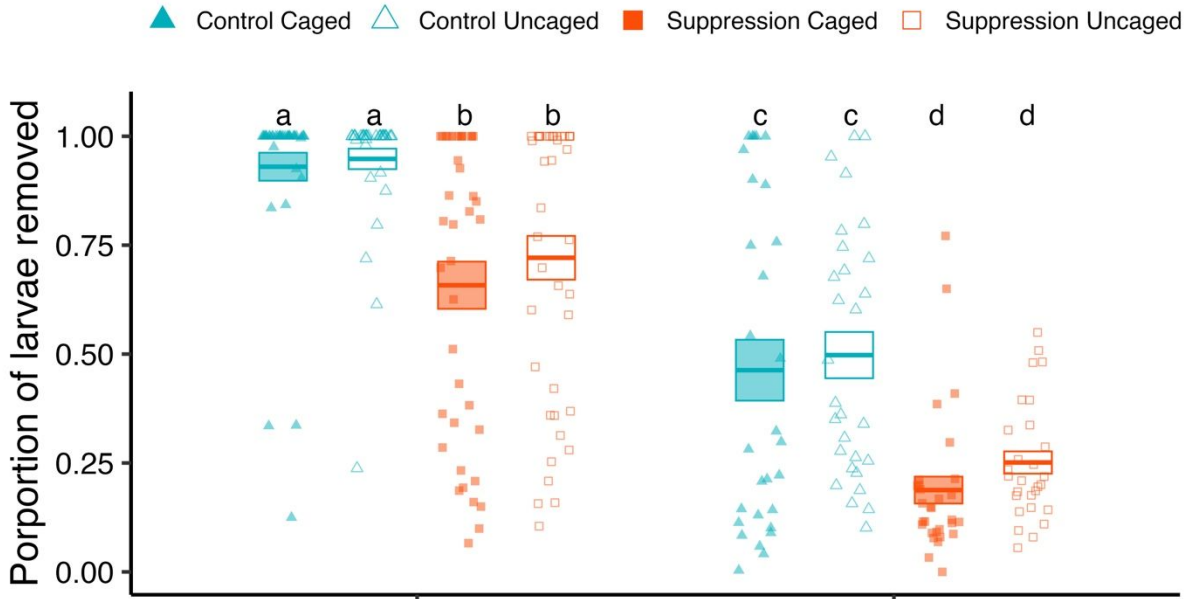 Control Caged Control Uncaged Suppression Caged Suppression Uncaged
Porportion of larvae removed
a a b b c c d d
1.00
0.75
0.50
0.25
0.00